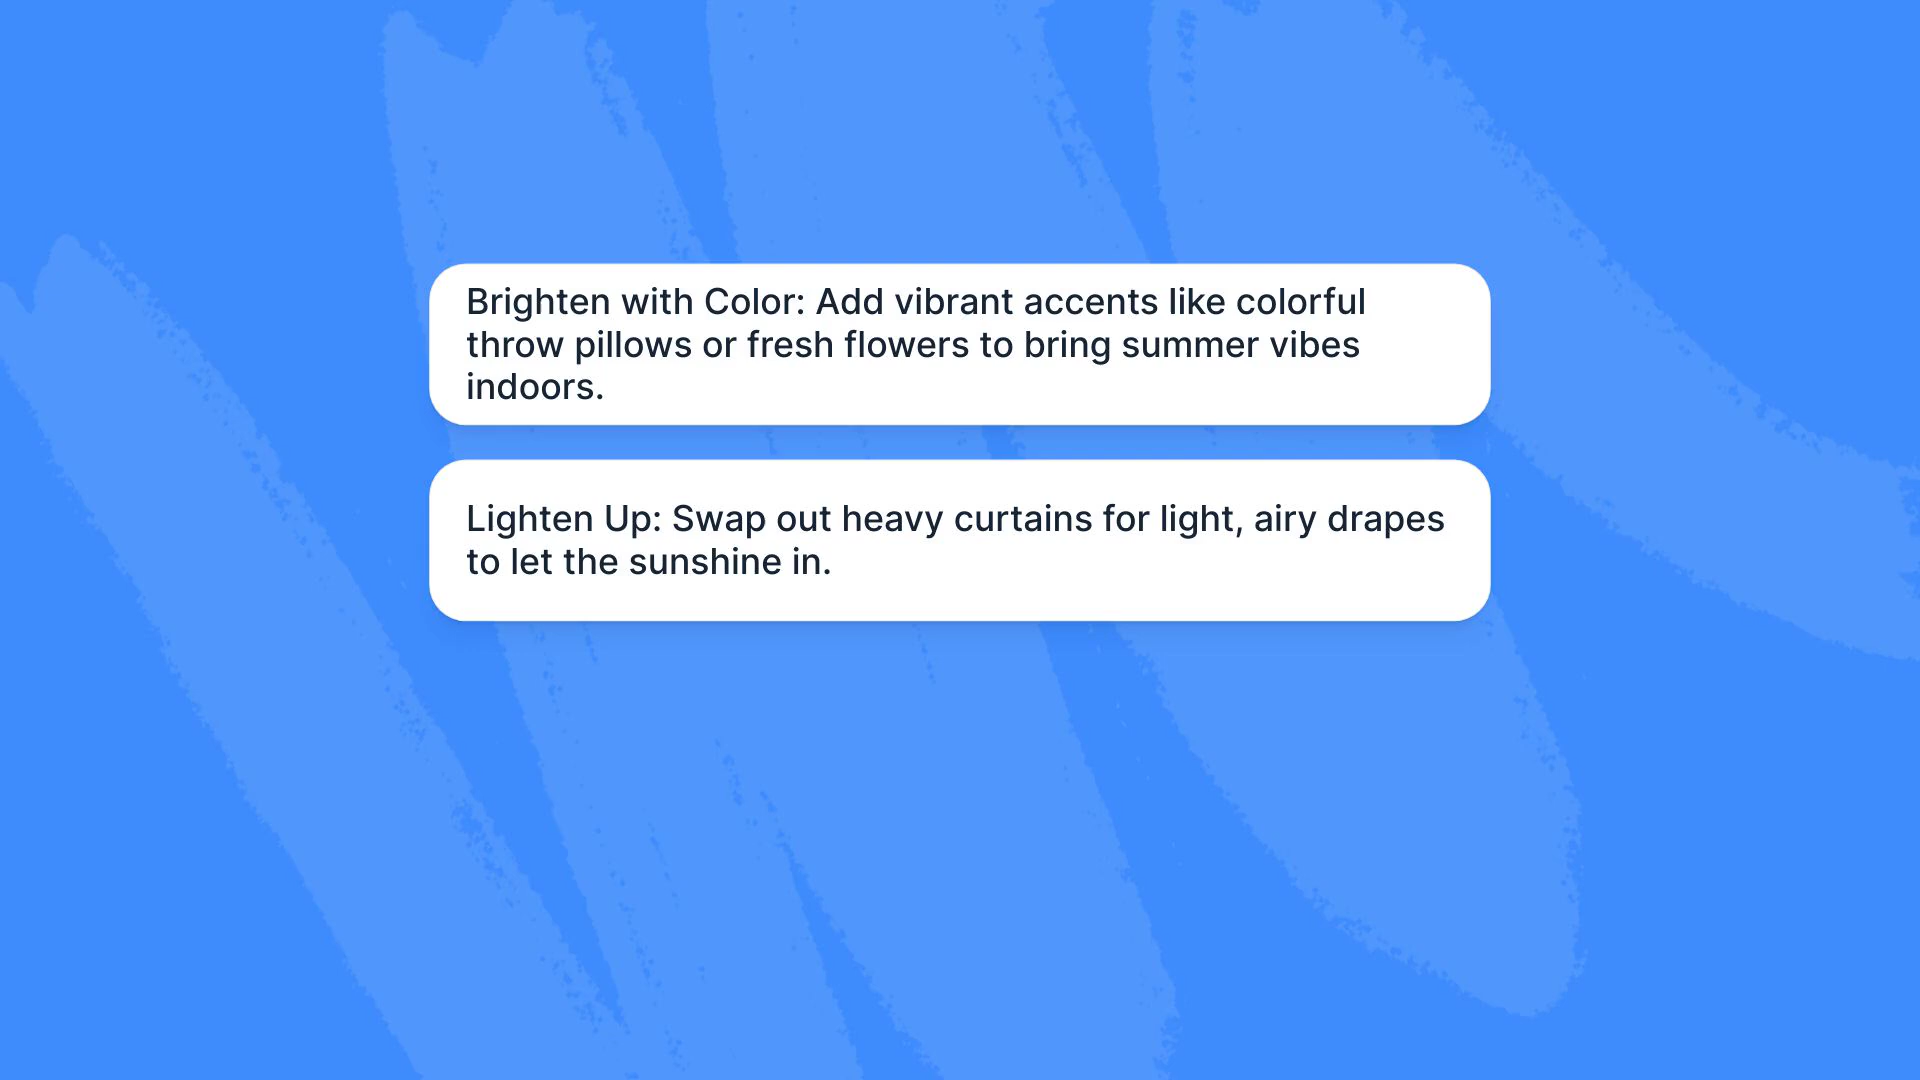 Brighten with Color: Add vibrant accents like colorful
throw pillows or fresh flowers to bring summer vibes
indoors.
Lighten Up: Swap out heavy curtains for light, airy drapes
to let the sunshine in.